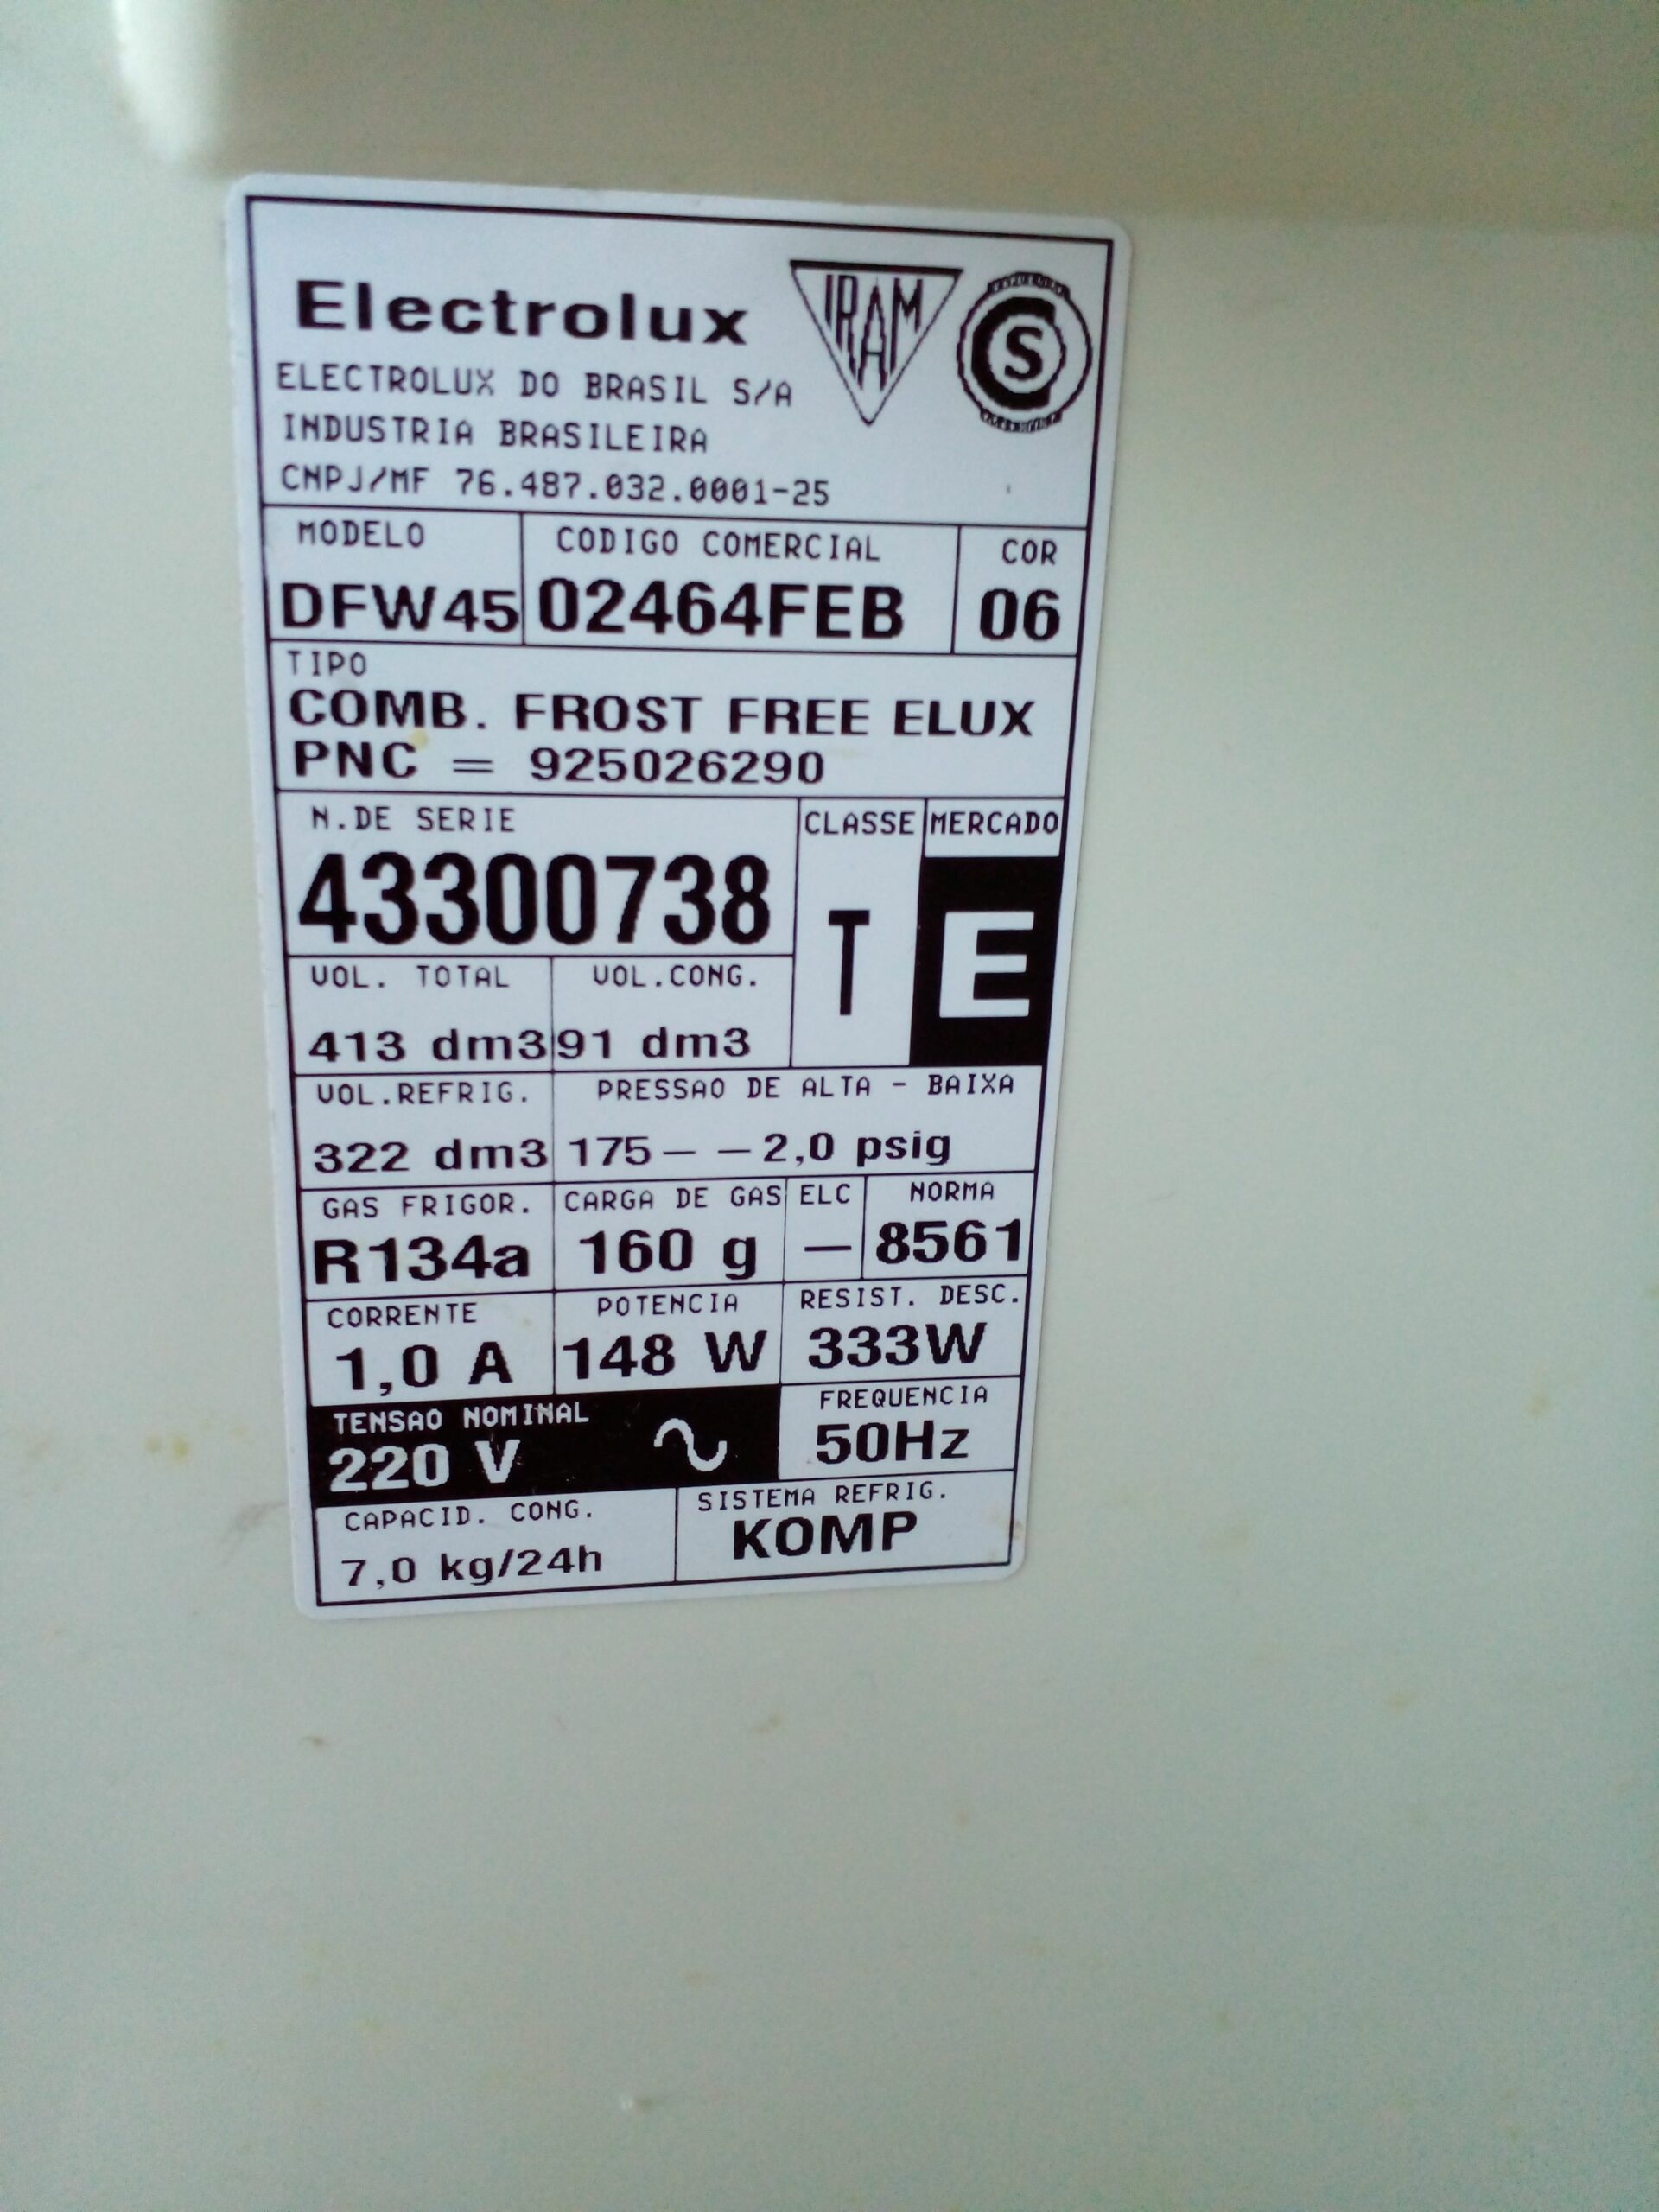 Electrolux
IRAM
S
ELECTROLUX DO BRASIL S/A
INDUSTRIA BRASILEIRA
CNPJ/MF 76.487.032.0001-25
MODELO CODIGO COMERCIAL COR
DFW45 02464FEB 06
TIPO
COMB. FROST FREE ELUX
PNC = 925026290
N.DE SERIE CLASSE MERCADO
43300738 T E
VOL. TOTAL VOL.CONG.
413 dm3 91 dm3
VOL.REFRIG. PRESSAO DE ALTA - BAIXA
322 dm3 175— —2,0 psig
GAS FRIGOR. CARGA DE GAS ELC NORMA
R134a 160 g — 8561
CORRENTE POTENCIA RESIST. DESC.
1,0 A 148 W 333W
TENSAO NOMINAL FREQUENCIA
220 V ∿ 50Hz
CAPACID. CONG. SISTEMA REFRIG.
7,0 kg/24h KOMP